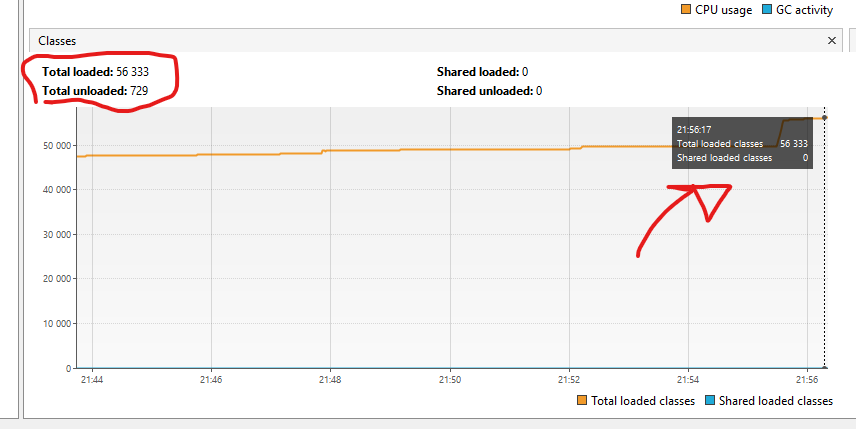 CPU usage GC activity
Classes
Total loaded: 56 333 Shared loaded: 0
Total unloaded: 729 Shared unloaded: 0
21:56:17
Total loaded classes 56 333
Shared loaded classes 0
50 000
40 000
30 000
20 000
10 000
0
21:44 21:46 21:48 21:50 21:52 21:54 21:56
Total loaded classes Shared loaded classes